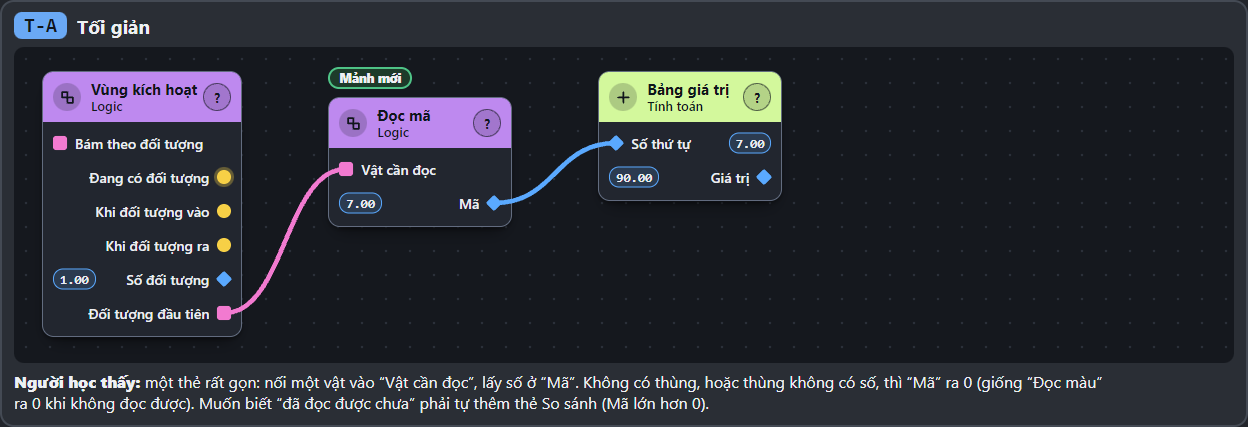 T-A Tối giản
Vùng kích hoạt
Logic
?
Bám theo đối tượng
Đang có đối tượng
Khi đối tượng vào
Khi đối tượng ra
1.00 Số đối tượng
Đối tượng đầu tiên
Mảnh mới
Đọc mã
Logic
?
Vật cần đọc
7.00 Mã
Bảng giá trị
Tính toán
?
Số thứ tự 7.00
90.00 Giá trị
Người học thấy: một thẻ rất gọn: nối một vật vào “Vật cần đọc”, lấy số ở “Mã”. Không có thùng, hoặc thùng không có số, thì “Mã” ra 0 (giống “Đọc màu”
ra 0 khi không đọc được). Muốn biết “đã đọc được chưa” phải tự thêm thẻ So sánh (Mã lớn hơn 0).